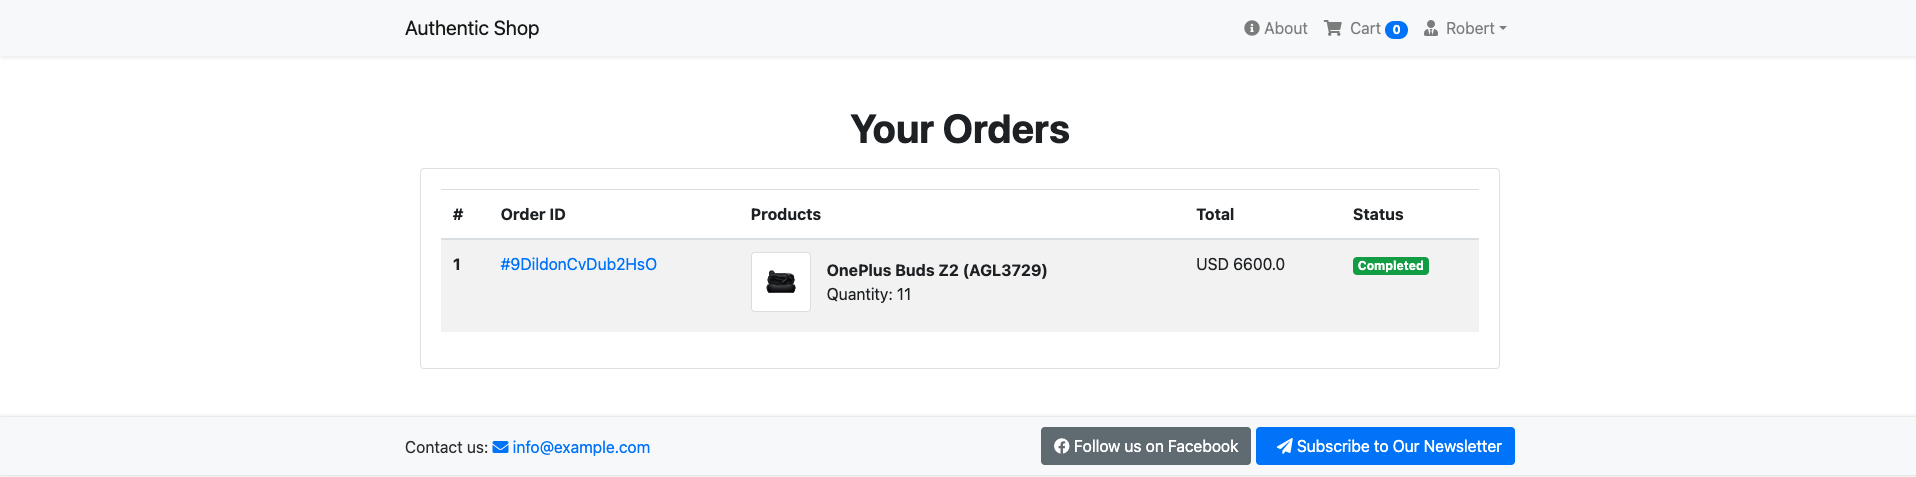 Authentic Shop
About Cart 0 Robert
Your Orders
# Order ID Products Total Status
1 #9DildonCvDub2HsO OnePlus Buds Z2 (AGL3729) USD 6600.0 Completed
Quantity: 11
Contact us: info@example.com Follow us on Facebook Subscribe to Our Newsletter